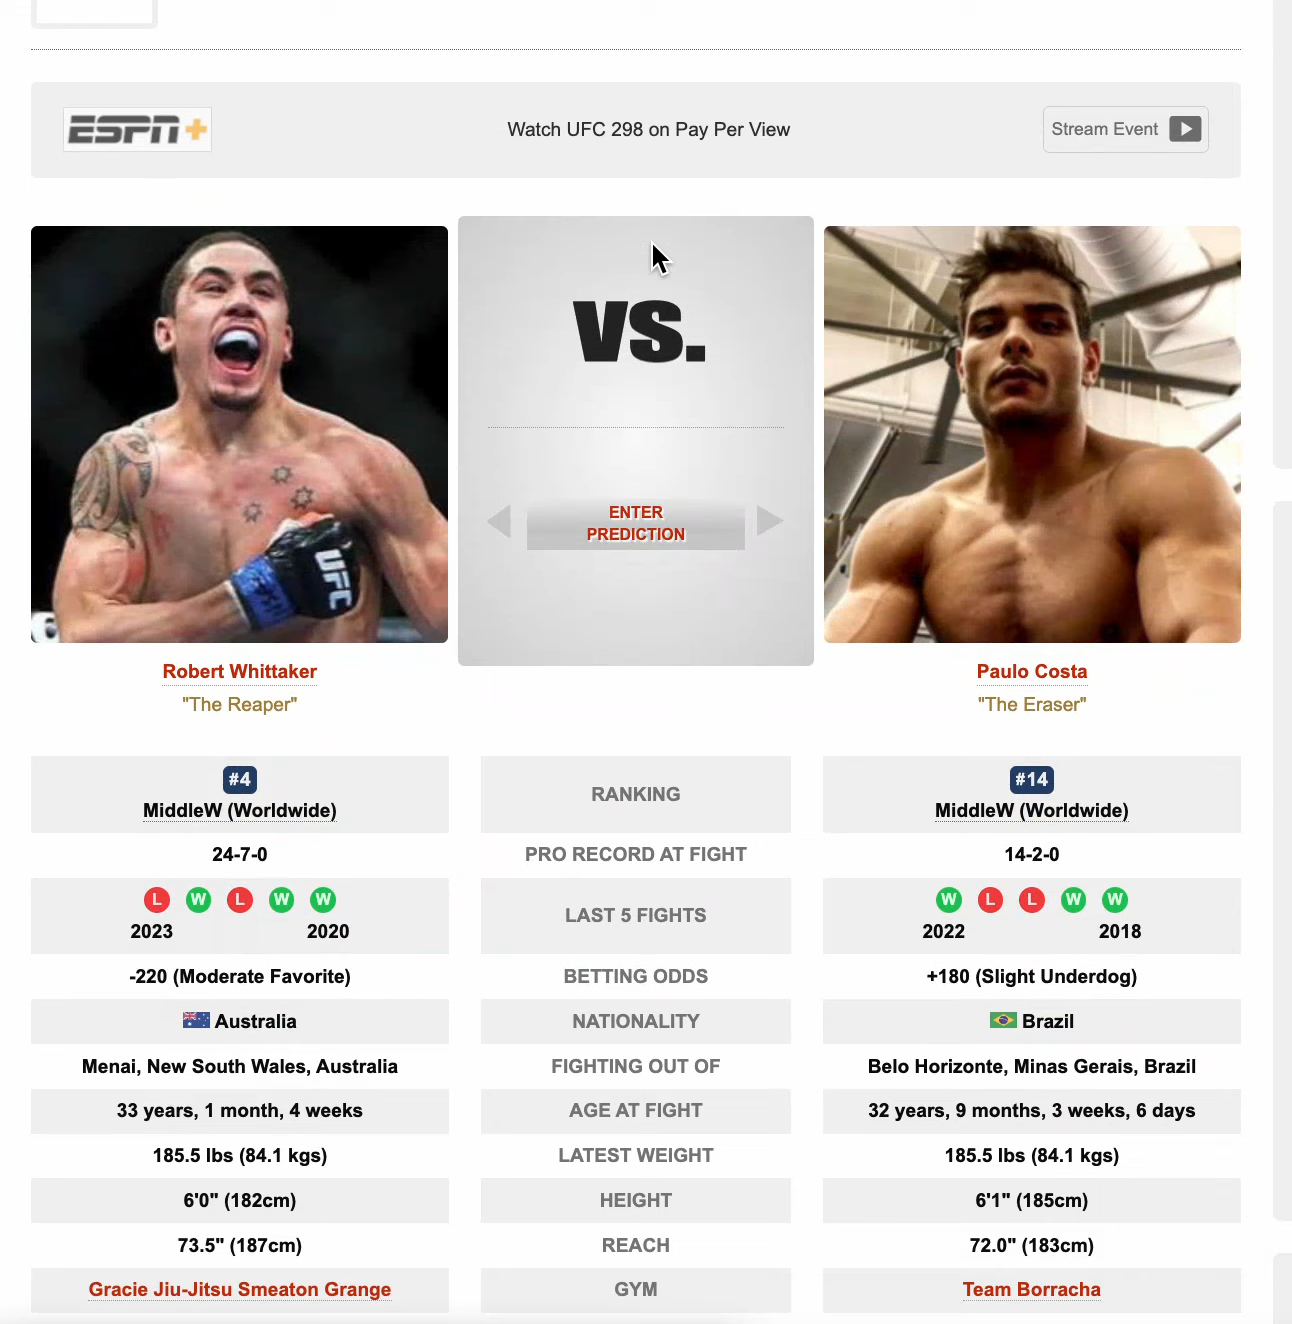 ESPN+
Watch UFC 298 on Pay Per View
Stream Event
VS.
ENTER
PREDICTION
UFC
Robert Whittaker
"The Reaper"
Paulo Costa
"The Eraser"
#4
MiddleW (Worldwide)
RANKING
#14
MiddleW (Worldwide)
24-7-0
PRO RECORD AT FIGHT
14-2-0
L W L W W
2023 2020
LAST 5 FIGHTS
W L L W W
2022 2018
-220 (Moderate Favorite)
BETTING ODDS
+180 (Slight Underdog)
Australia
NATIONALITY
Brazil
Menai, New South Wales, Australia
FIGHTING OUT OF
Belo Horizonte, Minas Gerais, Brazil
33 years, 1 month, 4 weeks
AGE AT FIGHT
32 years, 9 months, 3 weeks, 6 days
185.5 lbs (84.1 kgs)
LATEST WEIGHT
185.5 lbs (84.1 kgs)
6'0" (182cm)
HEIGHT
6'1" (185cm)
73.5" (187cm)
REACH
72.0" (183cm)
Gracie Jiu-Jitsu Smeaton Grange
GYM
Team Borracha